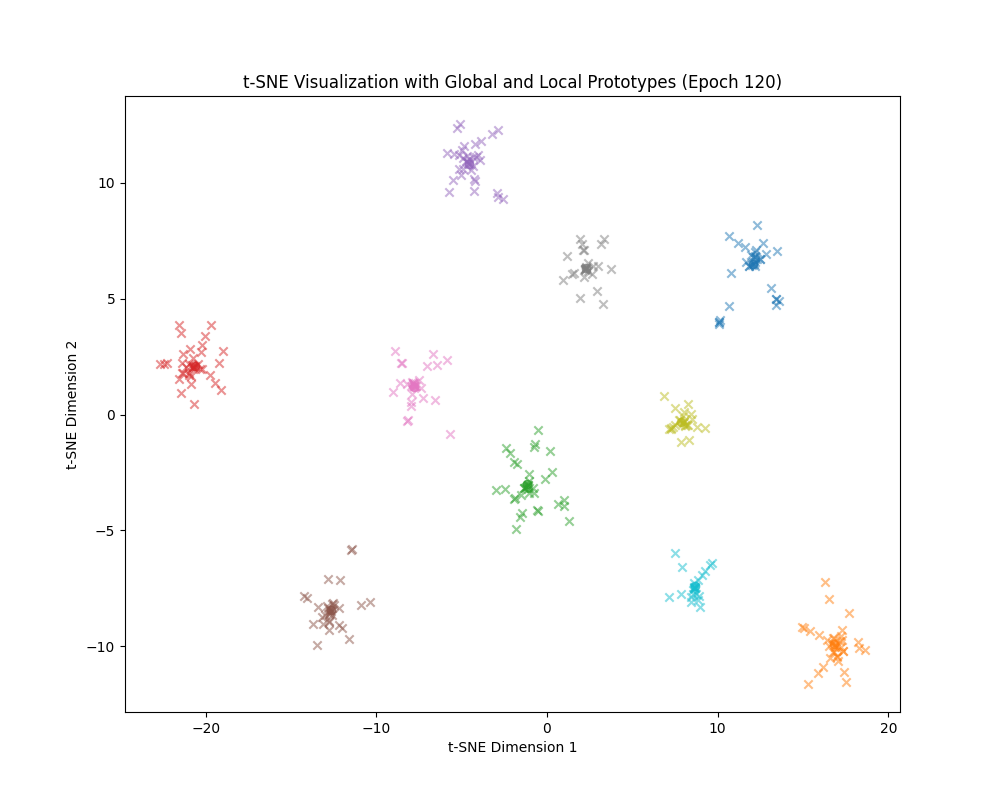 t-SNE Visualization with Global and Local Prototypes (Epoch 120)
10
5
0
−5
−10
t-SNE Dimension 2
−20 −10 0 10 20
t-SNE Dimension 1